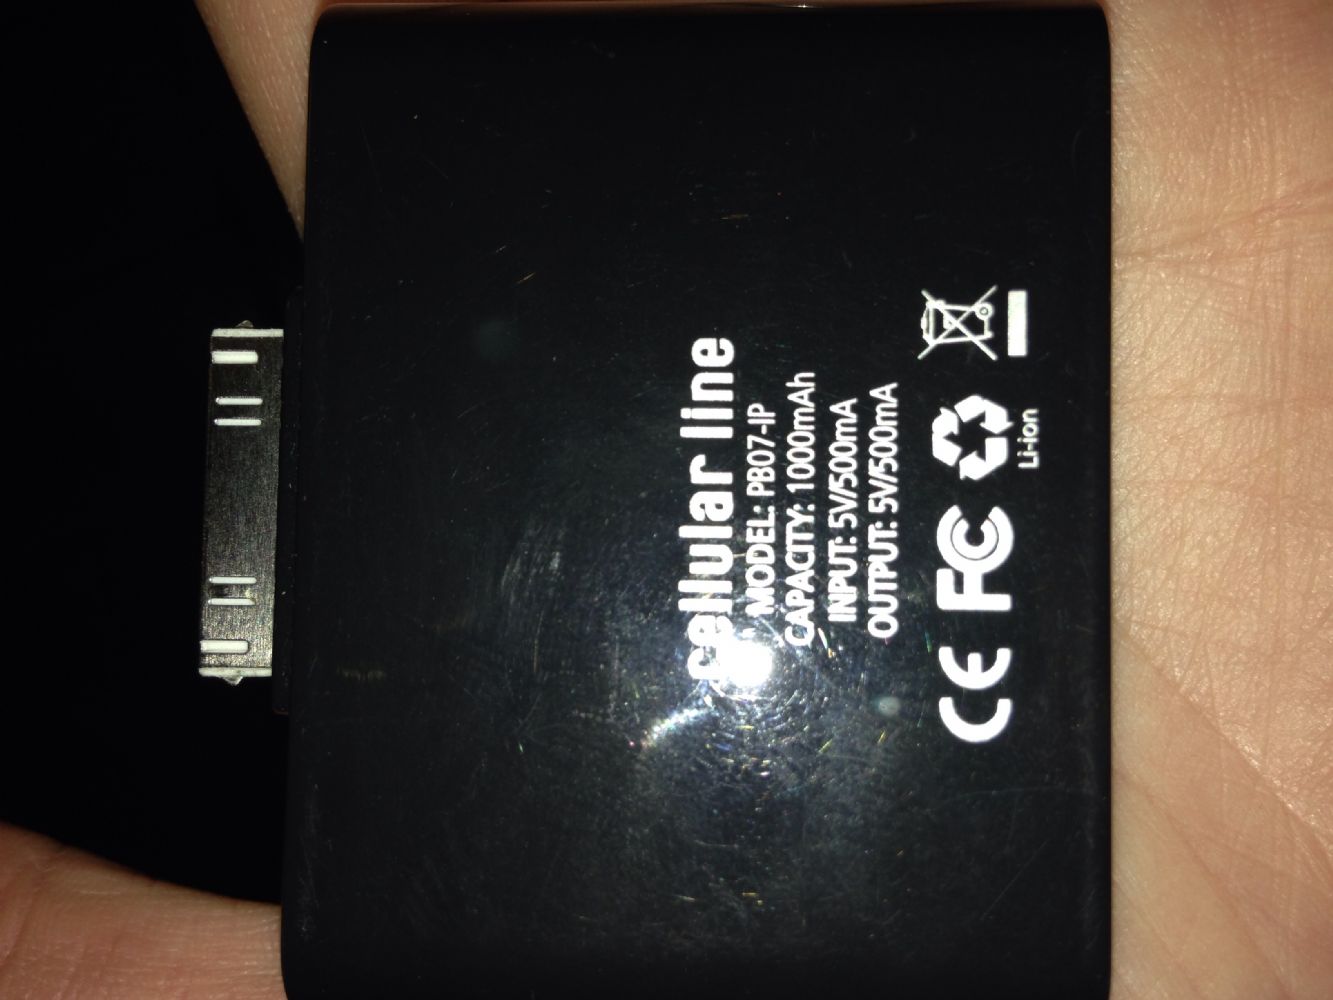 cellular line
MODEL: PB07-IP
CAPACITY: 1000mAh
INPUT: 5V/500mA
OUTPUT: 5V/500mA
CE FC
Li-ion